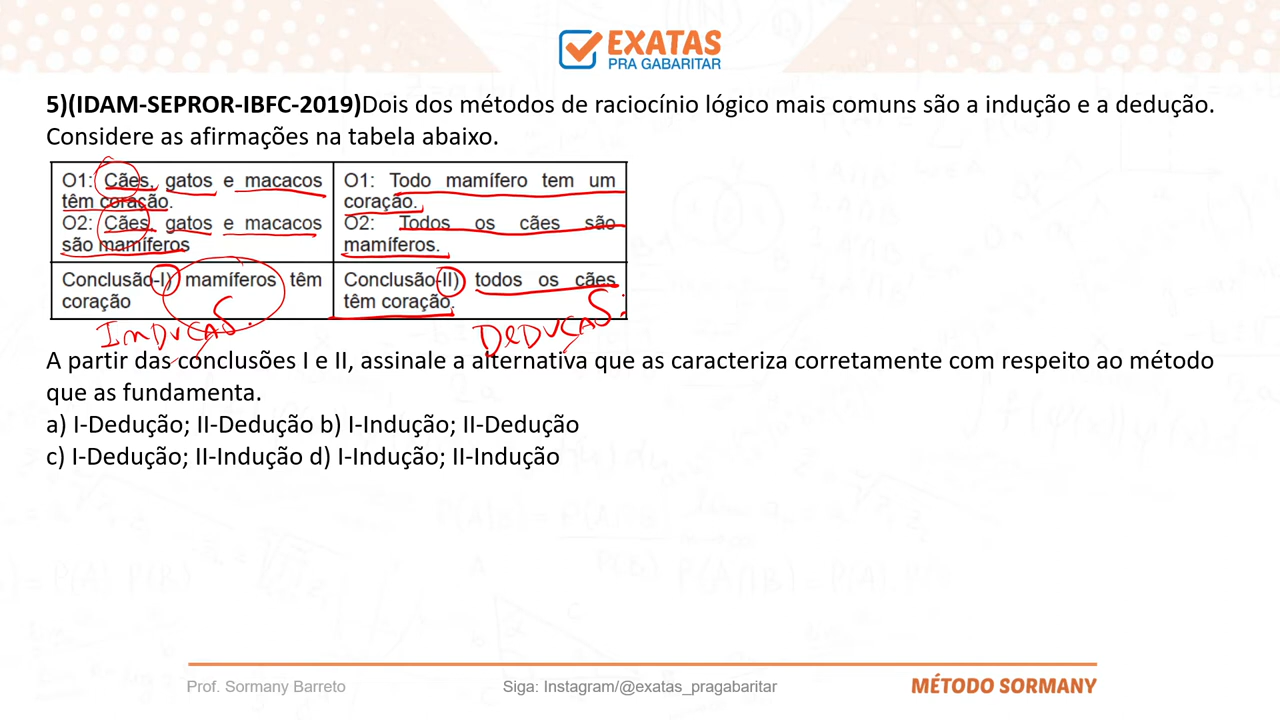 EXATAS
PRA GABARITAR
5)(IDAM-SEPROR-IBFC-2019)Dois dos métodos de raciocínio lógico mais comuns são a indução e a dedução.
Considere as afirmações na tabela abaixo.
O1: Cães, gatos e macacos
têm coração.
O2: Cães, gatos e macacos
são mamíferos
O1: Todo mamífero tem um
coração.
O2: Todos os cães são
mamíferos.
Conclusão-I) mamíferos têm
coração
Conclusão-II) todos os cães
têm coração.
INDUÇÃO.
DEDUÇÃO.
A partir das conclusões I e II, assinale a alternativa que as caracteriza corretamente com respeito ao método
que as fundamenta.
a) I-Dedução; II-Dedução b) I-Indução; II-Dedução
c) I-Dedução; II-Indução d) I-Indução; II-Indução
Prof. Sormany Barreto
Siga: Instagram/@exatas_pragabaritar
MÉTODO SORMANY